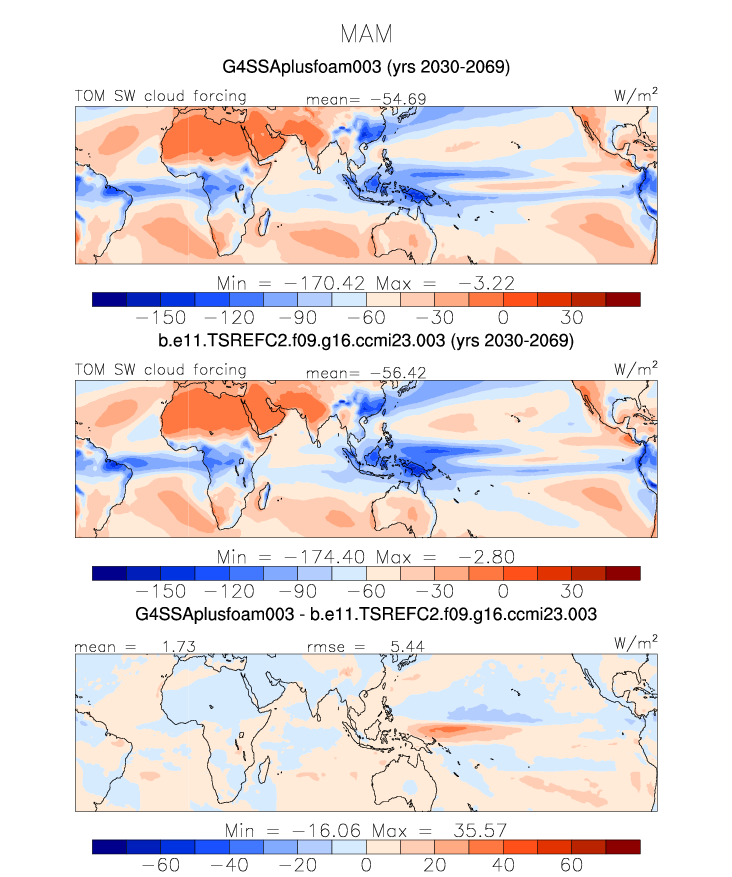 MAM
G4SSAplusfoam003 (yrs 2030-2069)
TOM SW cloud forcing mean= −54.69 W/m²
Min = −170.42 Max = −3.22
−150 −120 −90 −60 −30 0 30
b.e11.TSREFC2.f09.g16.ccmi23.003 (yrs 2030-2069)
TOM SW cloud forcing mean= −56.42 W/m²
Min = −174.40 Max = −2.80
−150 −120 −90 −60 −30 0 30
G4SSAplusfoam003 - b.e11.TSREFC2.f09.g16.ccmi23.003
mean = 1.73 rmse = 5.44 W/m²
Min = −16.06 Max = 35.57
−60 −40 −20 0 20 40 60